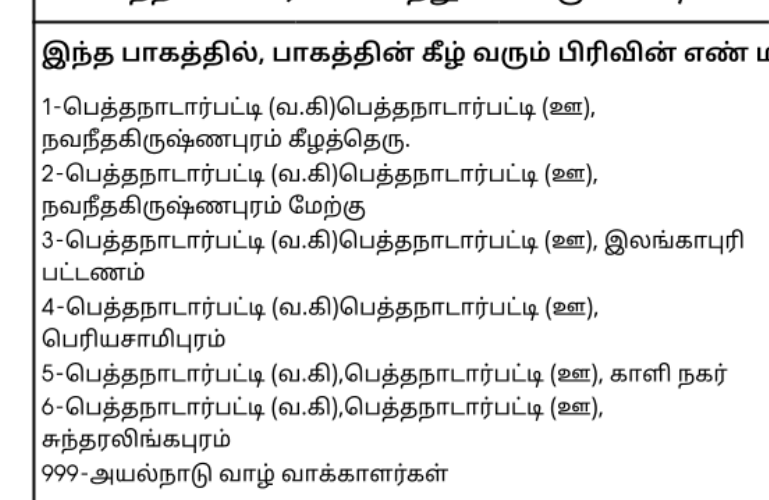 இந்த பாகத்தில், பாகத்தின் கீழ் வரும் பிரிவின் எண்
1-பெத்தநாடார்பட்டி (வ.கி)பெத்தநாடார்பட்டி (ஊ),
நவநீதகிருஷ்ணபுரம் கீழத்தெரு.
2-பெத்தநாடார்பட்டி (வ.கி)பெத்தநாடார்பட்டி (ஊ),
நவநீதகிருஷ்ணபுரம் மேற்கு
3-பெத்தநாடார்பட்டி (வ.கி)பெத்தநாடார்பட்டி (ஊ), இலங்காபுரி
பட்டணம்
4-பெத்தநாடார்பட்டி (வ.கி)பெத்தநாடார்பட்டி (ஊ),
பெரியசாமிபுரம்
5-பெத்தநாடார்பட்டி (வ.கி),பெத்தநாடார்பட்டி (ஊ), காளி நகர்
6-பெத்தநாடார்பட்டி (வ.கி),பெத்தநாடார்பட்டி (ஊ),
சுந்தரலிங்கபுரம்
999-அயல்நாடு வாழ் வாக்காளர்கள்